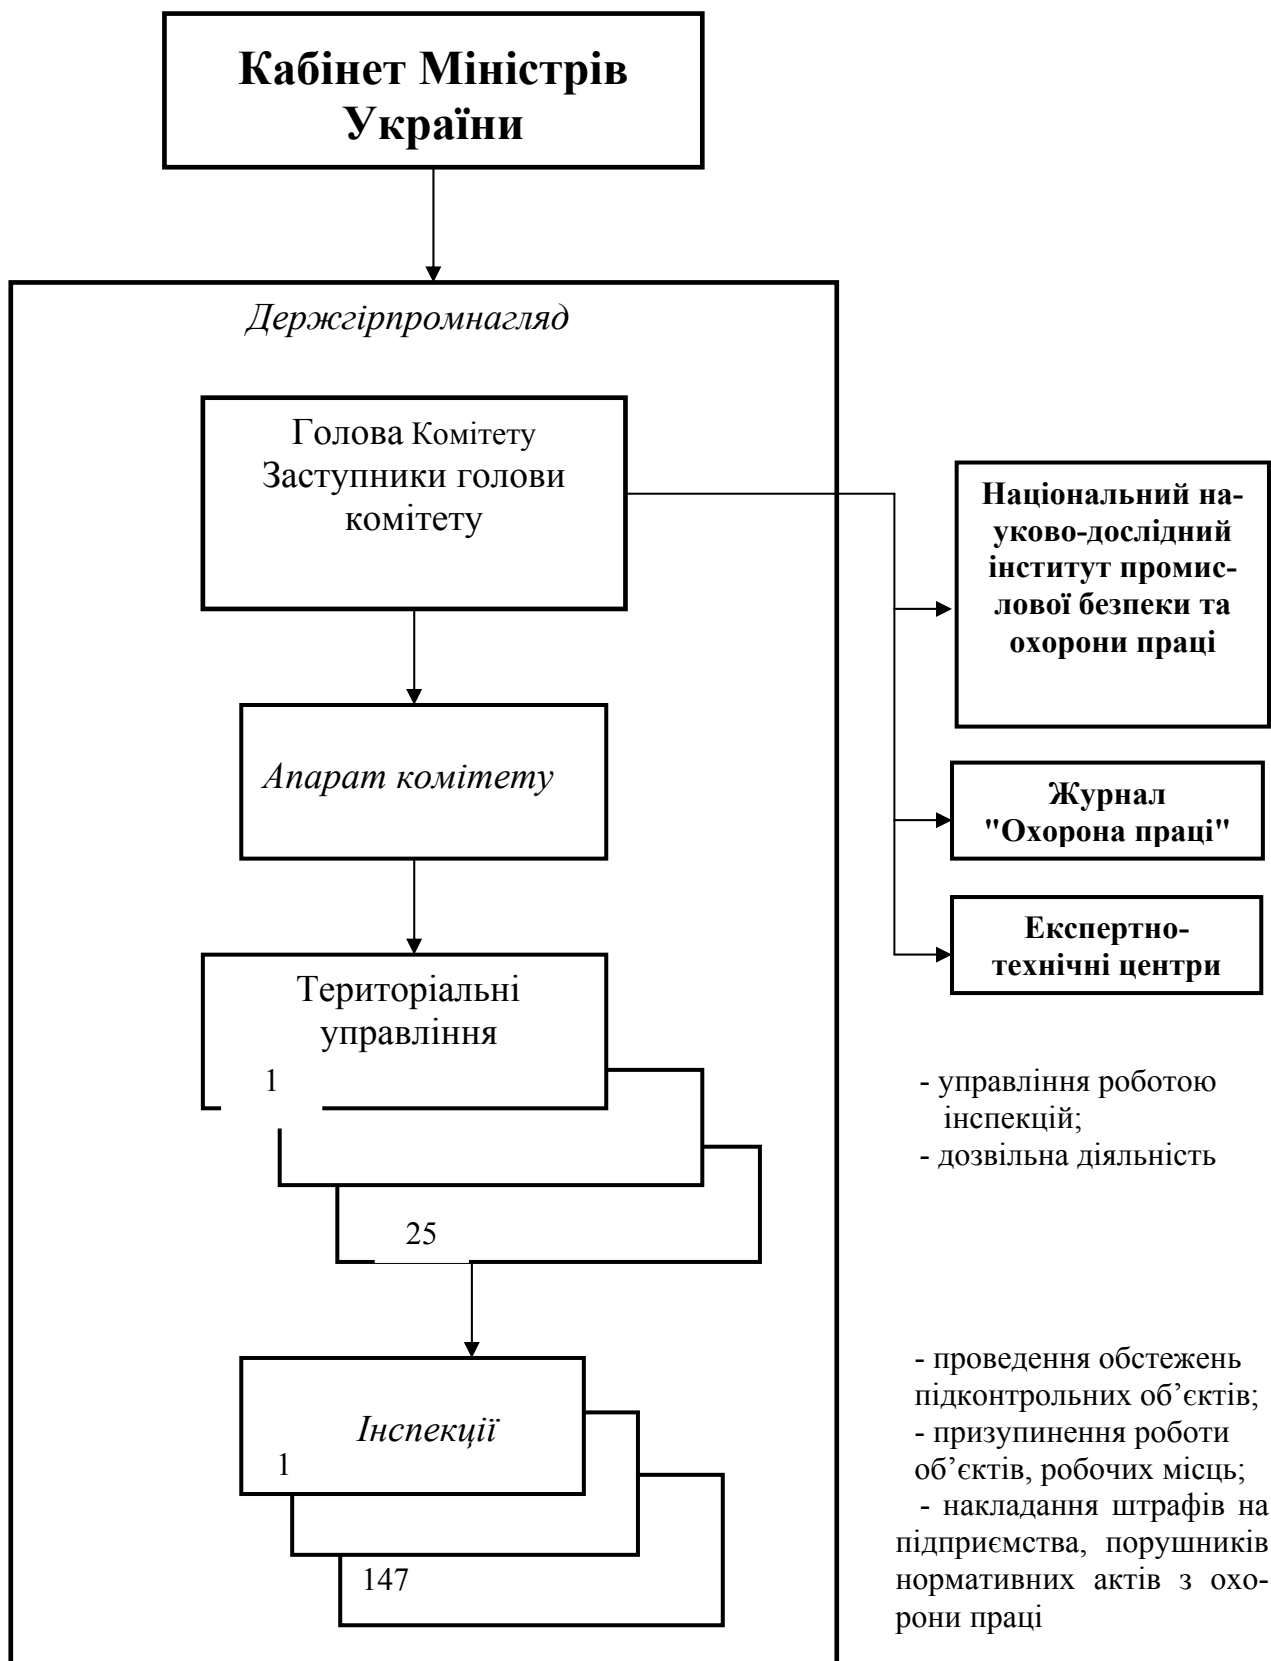 Кабінет Міністрів
України
Держгірпромнагляд
Голова Комітету
Заступники голови
комітету
Національний на-
уково-дослідний
інститут промис-
лової безпеки та
охорони праці
Апарат комітету
Журнал
"Охорона праці"
Експертно-
технічні центри
Територіальні
управління
1
25
- управління роботою
інспекцій;
- дозвільна діяльність
Інспекції
1
147
- проведення обстежень
підконтрольних об’єктів;
- призупинення роботи
об’єктів, робочих місць;
- накладання штрафів на
підприємства, порушників
нормативних актів з охо-
рони праці